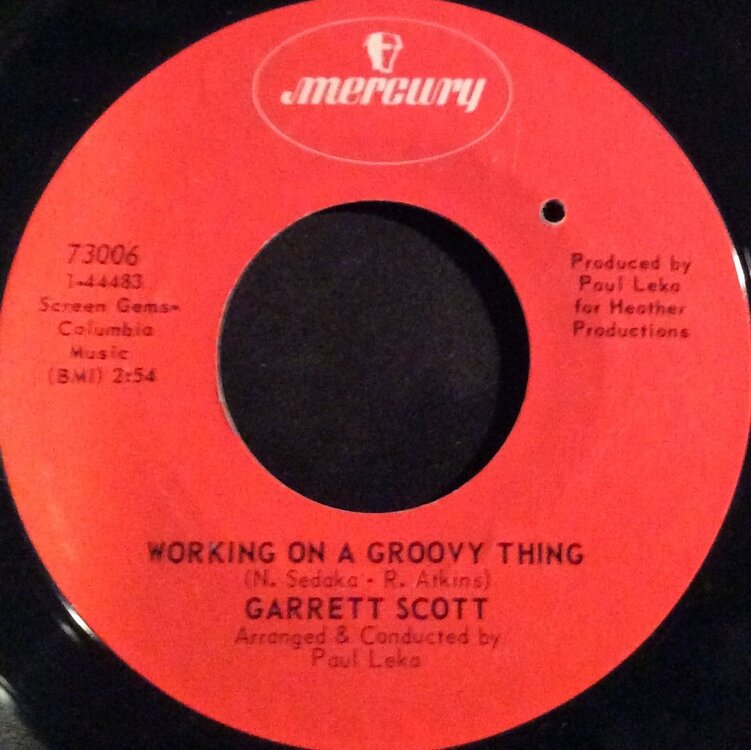 mercury
73006
1-44483
Screen Gems-
Columbia
Music
(BMI) 2:54
Produced by
Paul Leka
for Heather
Productions
WORKING ON A GROOVY THING
(N. Sedaka - R. Atkins)
GARRETT SCOTT
Arranged & Conducted by
Paul Leka